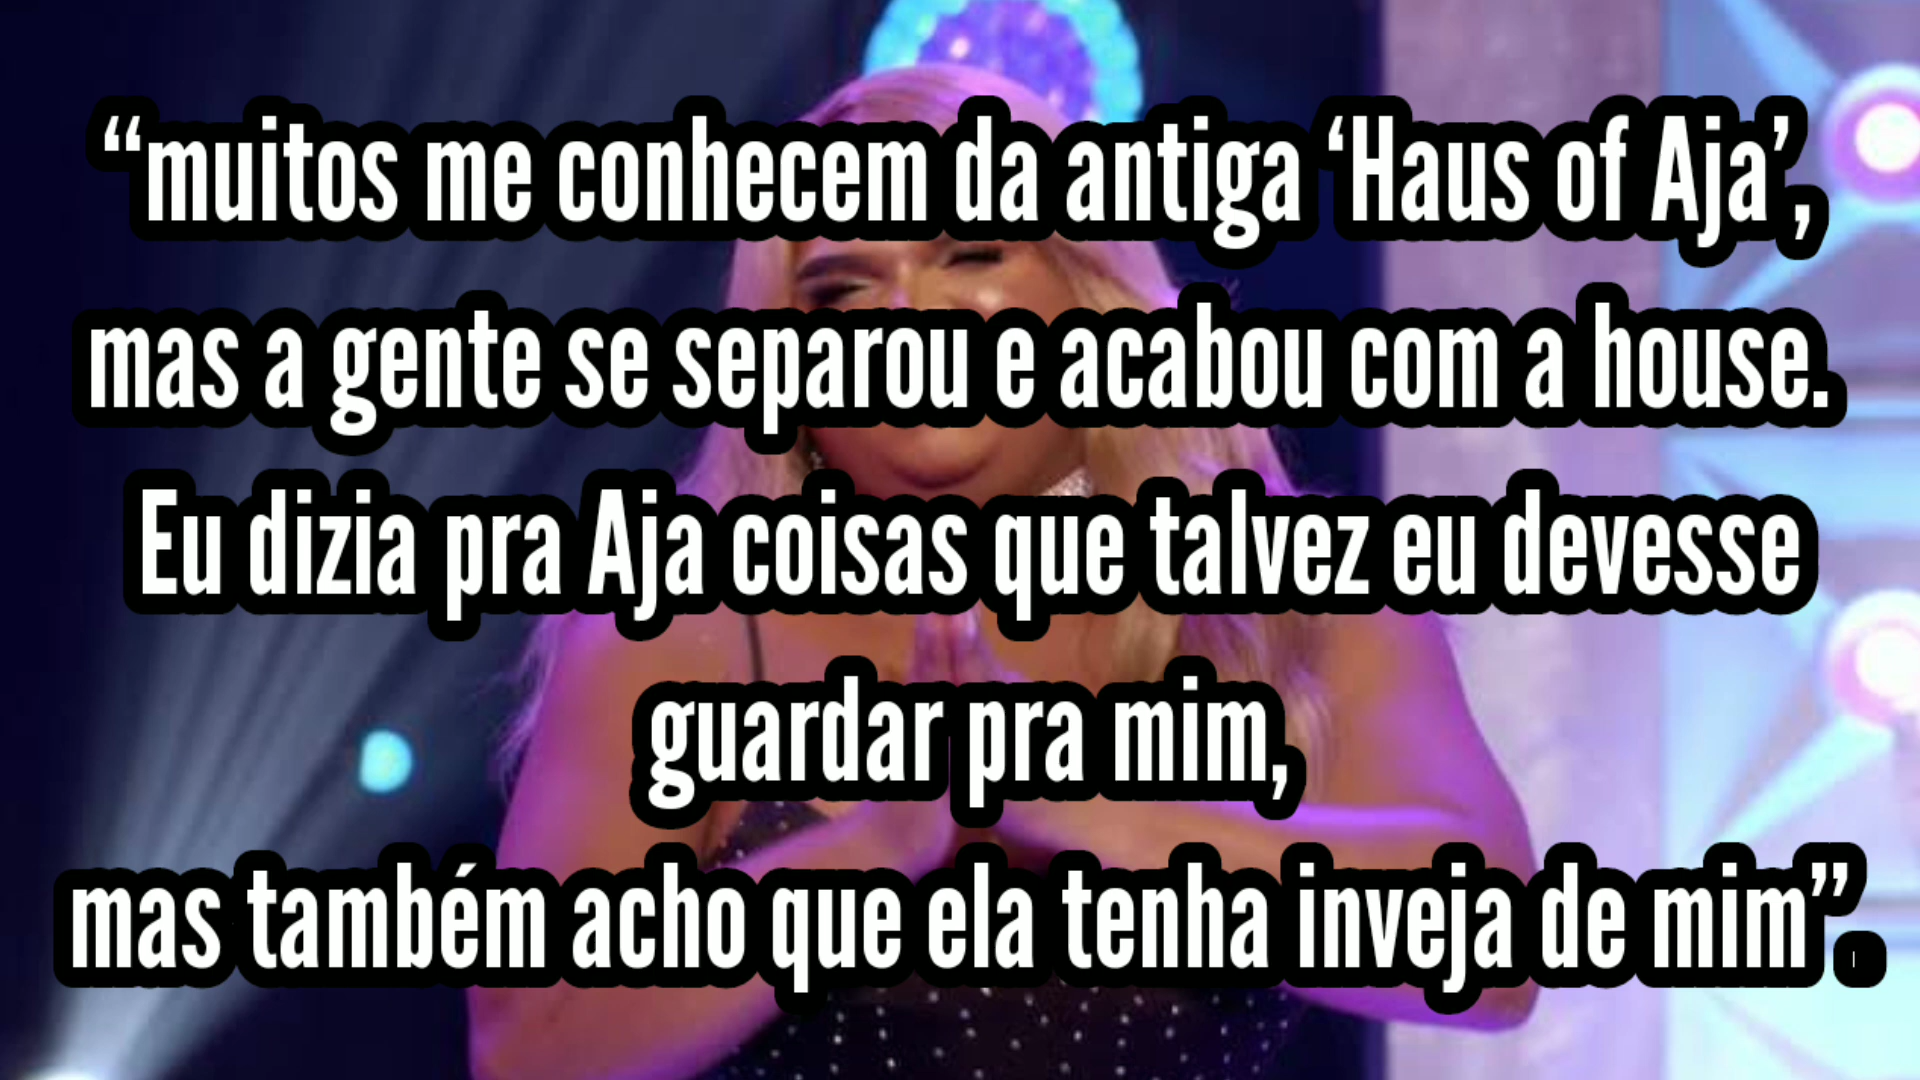 “muitos me conhecem da antiga ‘Haus of Aja’,
mas a gente se separou e acabou com a house.
Eu dizia pra Aja coisas que talvez eu devesse
guardar pra mim,
mas também acho que ela tenha inveja de mim”.